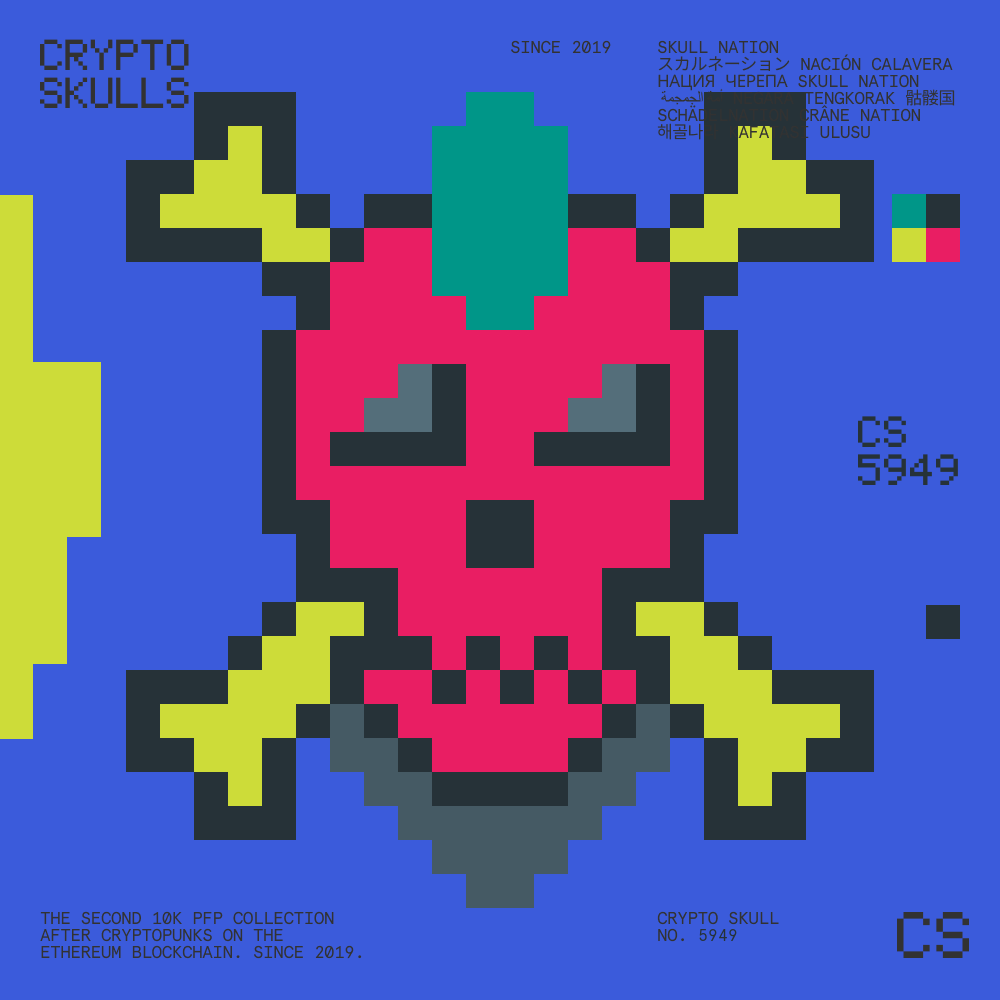 CRYPTO
SKULLS
SINCE 2019
SKULL NATION
スカルネーション NACIÓN CALAVERA
НАЦИЯ ЧЕРЕПА SKULL NATION
TENGKORAK 骷髅国
CRÂNE NATION
ULUSU
CS
5949
THE SECOND 10K PFP COLLECTION
AFTER CRYPTOPUNKS ON THE
ETHEREUM BLOCKCHAIN. SINCE 2019.
CRYPTO SKULL
NO. 5949
CS